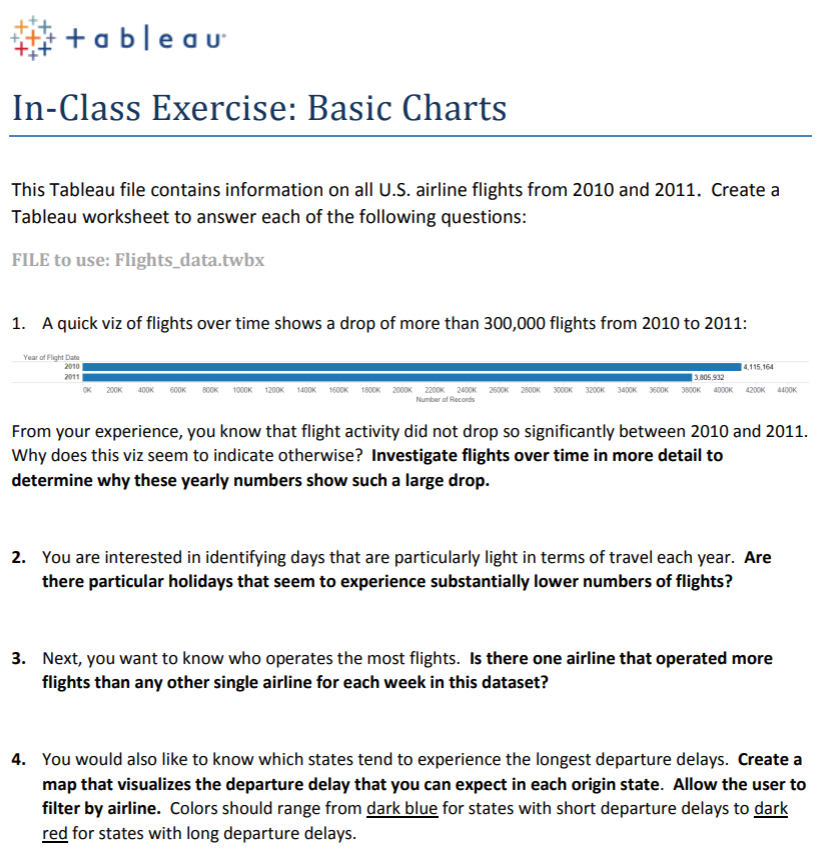 + a b l e a u
In-Class Exercise: Basic Charts
This Tableau file contains information on all U.S. airline flights from 2010 and 2011.  Create a
Tableau worksheet to answer each of the following questions:
FILE to use: Flights_data.twbx
1. A quick viz of flights over time shows a drop of more than 300,000 flights from 2010 to 2011:
Year of Flight Date
2010 4,115,164
2011 3,805,932
0K 200K 400K 600K 800K 1000K 1200K 1400K 1600K 1800K 2000K 2200K 2400K 2600K 2800K 3000K 3200K 3400K 3600K 3800K 4000K 4200K 4400K
Number of Records
From your experience, you know that flight activity did not drop so significantly between 2010 and 2011.
Why does this viz seem to indicate otherwise?  Investigate flights over time in more detail to
determine why these yearly numbers show such a large drop.
2. You are interested in identifying days that are particularly light in terms of travel each year.  Are
there particular holidays that seem to experience substantially lower numbers of flights?
3. Next, you want to know who operates the most flights.  Is there one airline that operated more
flights than any other single airline for each week in this dataset?
4. You would also like to know which states tend to experience the longest departure delays.  Create a
map that visualizes the departure delay that you can expect in each origin state.  Allow the user to
filter by airline.  Colors should range from dark blue for states with short departure delays to dark
red for states with long departure delays.